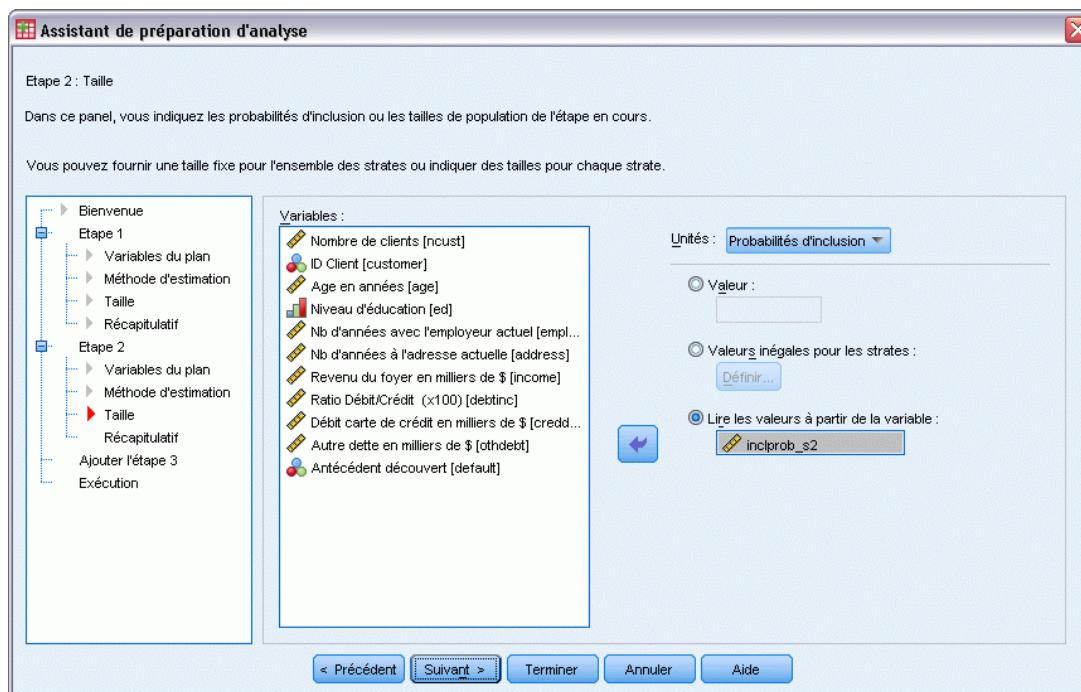 Assistant de préparation d'analyse
Etape 2 : Taille
Dans ce panel, vous indiquez les probabilités d'inclusion ou les tailles de population de l'étape en cours.
Vous pouvez fournir une taille fixe pour l'ensemble des strates ou indiquer des tailles pour chaque strate.
Bienvenue
Etape 1
Variables du plan
Méthode d'estimation
Taille
Récapitulatif
Etape 2
Variables du plan
Méthode d'estimation
Taille
Récapitulatif
Ajouter l'étape 3
Exécution
Variables :
Nombre de clients [ncust]
ID Client [customer]
Age en années [age]
Niveau d'éducation [ed]
Nb d'années avec l'employeur actuel [empl...
Nb d'années à l'adresse actuelle [address]
Revenu du foyer en milliers de $ [income]
Ratio Débit/Crédit (x100) [debtinc]
Débit carte de crédit en milliers de $ [credd...
Autre dette en milliers de $ [othdebt]
Antécédent découvert [default]
Unités : Probabilités d'inclusion
Valeur :
Valeurs inégales pour les strates :
Définir...
Lire les valeurs à partir de la variable :
inclprob_s2
< Précédent Suivant > Terminer Annuler Aide